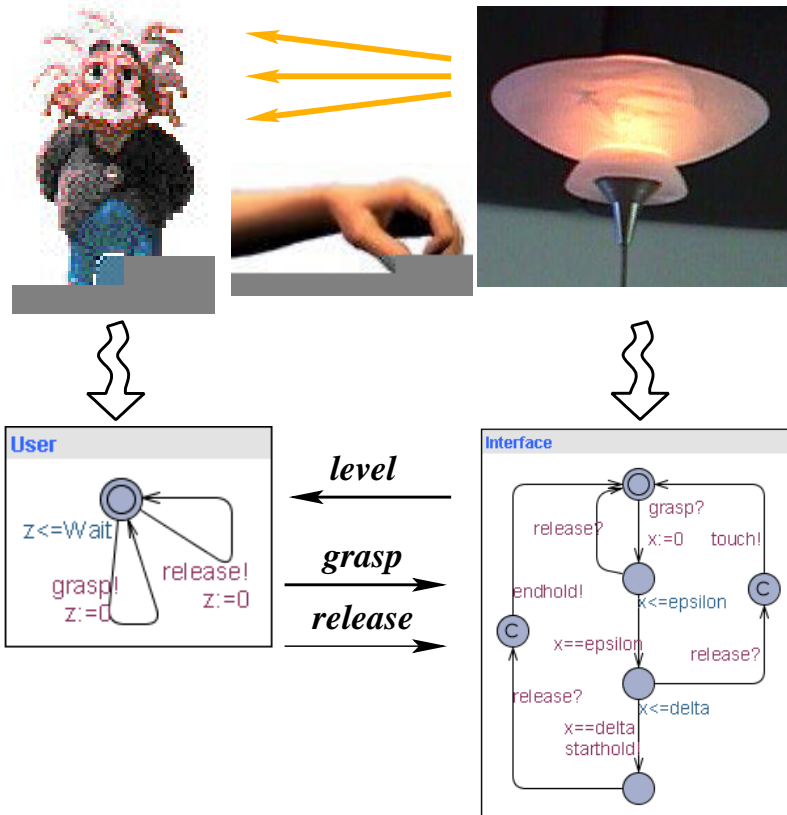 User
z<=Wait
grasp!
z:=0
release!
z:=0
level
grasp
release
Interface
grasp?
x:=0
touch!
release?
x<=epsilon
endhold!
C
C
x==epsilon
release?
x<=delta
release?
x==delta
starthold!